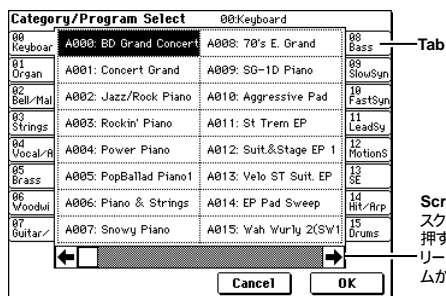 Category/Program Select 00:Keyboard
00 Keyboar
01 Organ
02 Bell/Mal
03 Strings
04 Vocal/A
05 Brass
06 Woodwi
07 Guitar/
A000: BD Grand Concert
A001: Concert Grand
A002: Jazz/Rock Piano
A003: Rockin' Piano
A004: Power Piano
A005: PopBallad Piano1
A006: Piano & Strings
A007: Snowy Piano
A008: 70's E. Grand
A009: SG-1D Piano
A010: Aggressive Pad
A011: St Trem EP
A012: Suit.&Stage EP 1
A013: Velo ST Suit. EP
A014: EP Pad Sweep
A015: Wah Wurly 2(SW1
08 Bass
09 SlowSyn
10 FastSyn
11 LeadSy
12 MotionS
13 SE
14 Hit/Arp
15 Drums
Cancel OK
Tab
Scr
スク
押す
リー
ムが